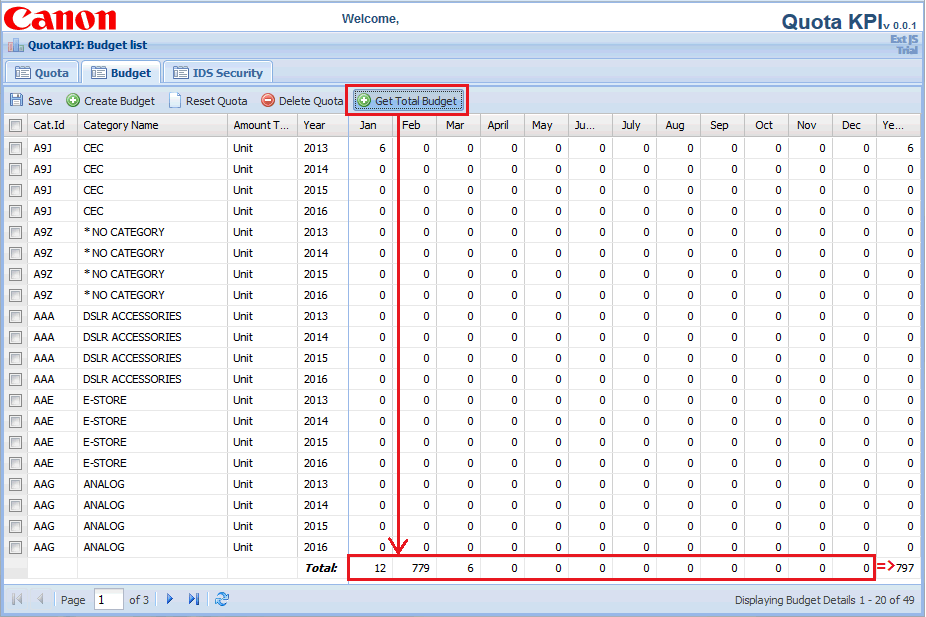 Canon Welcome, Quota KPI v 0.0.1
QuotaKPI: Budget list Ext JS Trial
Quota Budget IDS Security
Save Create Budget Reset Quota Delete Quota Get Total Budget
Cat.Id Category Name Amount T... Year Jan Feb Mar April May Ju... July Aug Sep Oct Nov Dec Ye...
A9J CEC Unit 2013 6 0 0 0 0 0 0 0 0 0 0 0 6
A9J CEC Unit 2014 0 0 0 0 0 0 0 0 0 0 0 0 0
A9J CEC Unit 2015 0 0 0 0 0 0 0 0 0 0 0 0 0
A9J CEC Unit 2016 0 0 0 0 0 0 0 0 0 0 0 0 0
A9Z * NO CATEGORY Unit 2013 0 0 0 0 0 0 0 0 0 0 0 0 0
A9Z * NO CATEGORY Unit 2014 0 0 0 0 0 0 0 0 0 0 0 0 0
A9Z * NO CATEGORY Unit 2015 0 0 0 0 0 0 0 0 0 0 0 0 0
A9Z * NO CATEGORY Unit 2016 0 0 0 0 0 0 0 0 0 0 0 0 0
AAA DSLR ACCESSORIES Unit 2013 0 0 0 0 0 0 0 0 0 0 0 0 0
AAA DSLR ACCESSORIES Unit 2014 0 0 0 0 0 0 0 0 0 0 0 0 0
AAA DSLR ACCESSORIES Unit 2015 0 0 0 0 0 0 0 0 0 0 0 0 0
AAA DSLR ACCESSORIES Unit 2016 0 0 0 0 0 0 0 0 0 0 0 0 0
AAE E-STORE Unit 2013 0 0 0 0 0 0 0 0 0 0 0 0 0
AAE E-STORE Unit 2014 0 0 0 0 0 0 0 0 0 0 0 0 0
AAE E-STORE Unit 2015 0 0 0 0 0 0 0 0 0 0 0 0 0
AAE E-STORE Unit 2016 0 0 0 0 0 0 0 0 0 0 0 0 0
AAG ANALOG Unit 2013 0 0 0 0 0 0 0 0 0 0 0 0 0
AAG ANALOG Unit 2014 0 0 0 0 0 0 0 0 0 0 0 0 0
AAG ANALOG Unit 2015 0 0 0 0 0 0 0 0 0 0 0 0 0
AAG ANALOG Unit 2016 0 0 0 0 0 0 0 0 0 0 0 0 0
Total: 12 779 6 0 0 0 0 0 0 0 0 0 =>797
Page 1 of 3 Displaying Budget Details 1 - 20 of 49